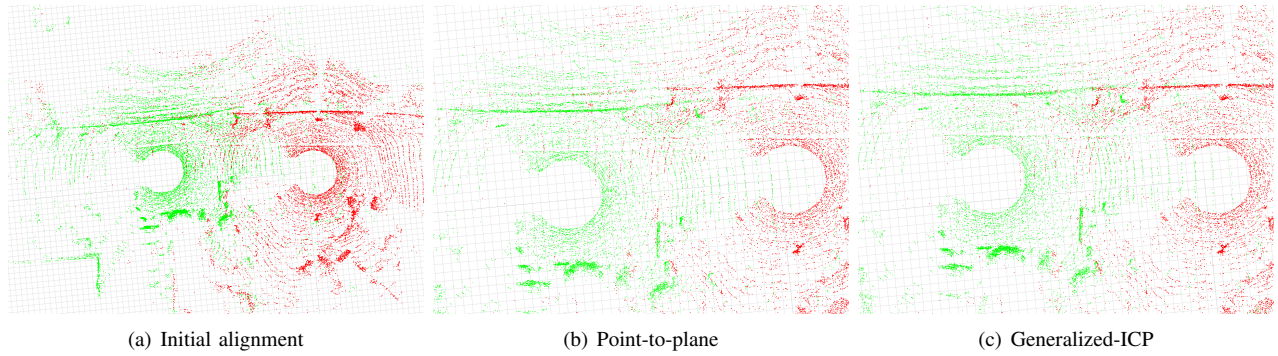 (a) Initial alignment
(b) Point-to-plane
(c) Generalized-ICP